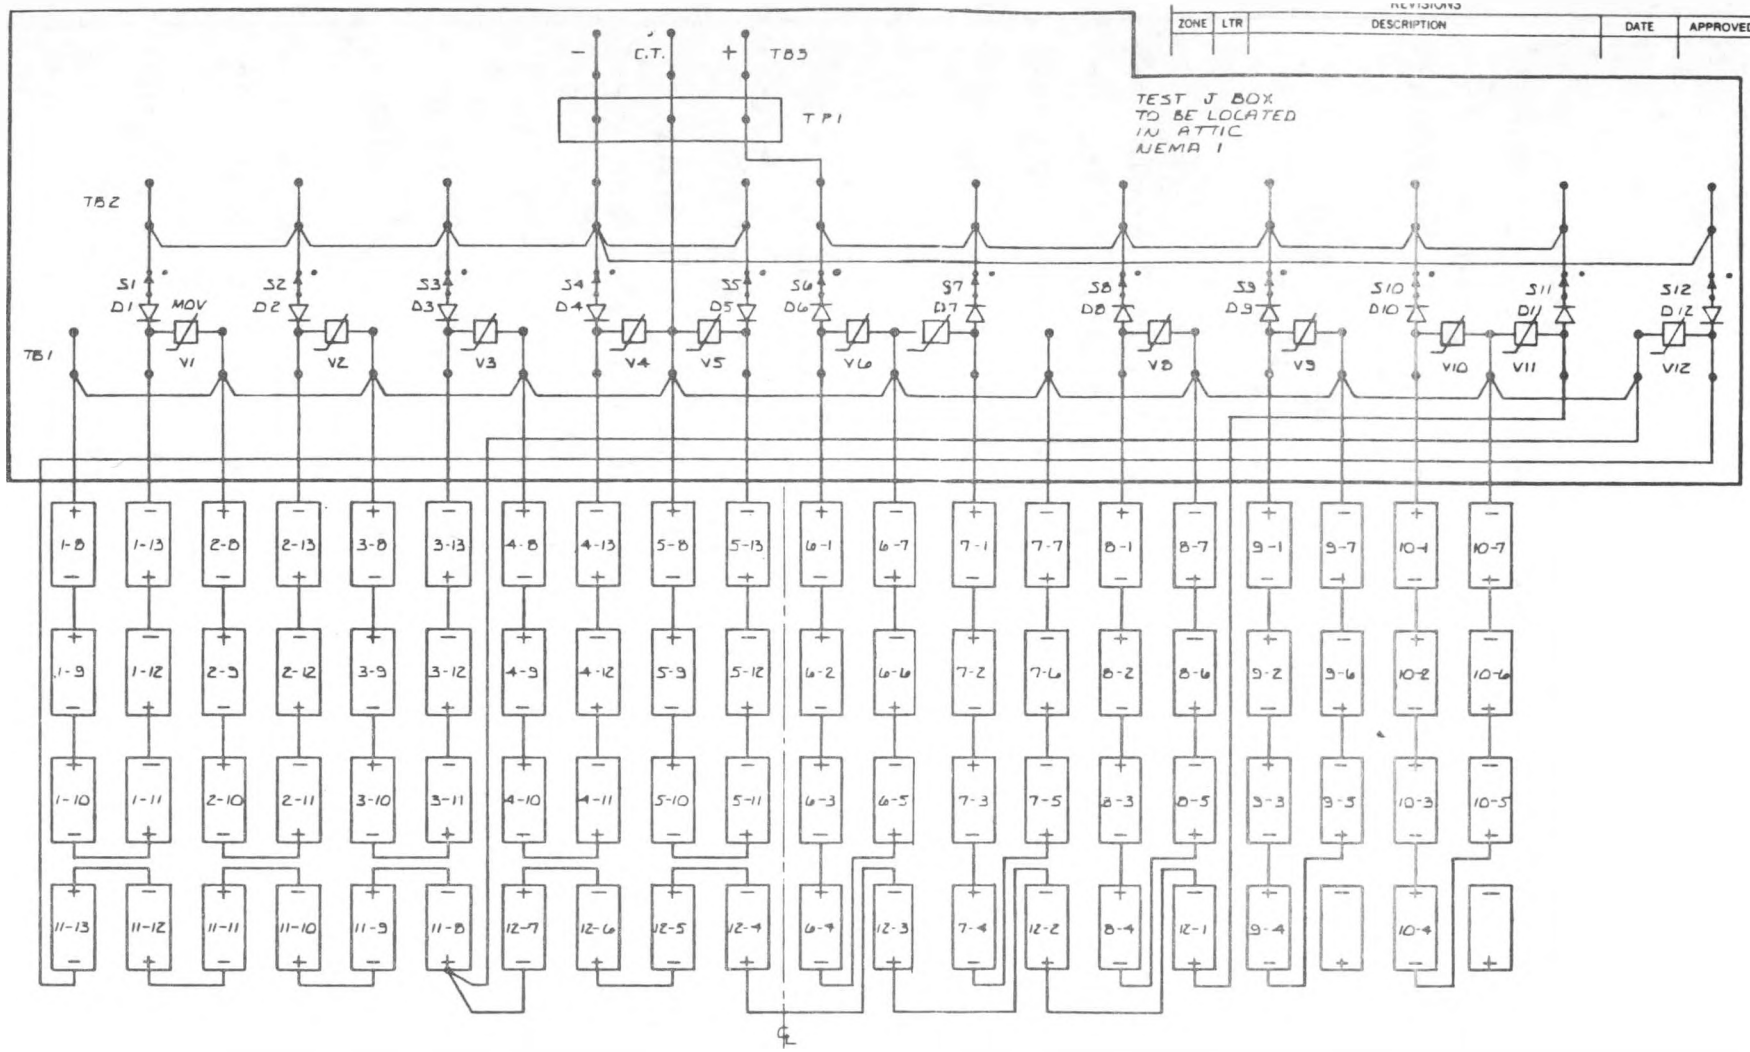 REVISIONS
ZONE LTR DESCRIPTION DATE APPROVED
- C.T. + TB3
TP1
TEST J BOX
TO BE LOCATED
IN ATTIC
NEMA 1
TB2
S1 S2 S3 S4 S5 S6 S7 S8 S9 S10 S11 S12
D1 MOV D2 D3 D4 D5 D6 D7 D8 D9 D10 D11 D12
TB1 V1 V2 V3 V4 V5 V6 V8 V9 V10 V11 V12
+ - + - + - + - + - + - + - + - + - + -
1-8 1-13 2-8 2-13 3-8 3-13 4-8 4-13 5-8 5-13 6-1 6-7 7-1 7-7 8-1 8-7 9-1 9-7 10-1 10-7
- + - + - + - + - + - + - + - + - + - +
+ - + - + - + - + - + - + - + - + - + -
1-9 1-12 2-9 2-12 3-9 3-12 4-9 4-12 5-9 5-12 6-2 6-6 7-2 7-6 8-2 8-6 9-2 9-6 10-2 10-6
- + - + - + - + - + - + - + - + - + - +
+ - + - + - + - + - + - + - + - + - + -
1-10 1-11 2-10 2-11 3-10 3-11 4-10 4-11 5-10 5-11 6-3 6-5 7-3 7-5 8-3 8-5 9-3 9-5 10-3 10-5
- + - + - + - + - + - + - + - + - + - +
+ - + - + - + - + - + - + - + - + - + -
11-13 11-12 11-11 11-10 11-9 11-8 12-7 12-6 12-5 12-4 6-4 12-3 7-4 12-2 8-4 12-1 9-4 10-4
- + - + - + - + - + - + - + - + - + - +
CL